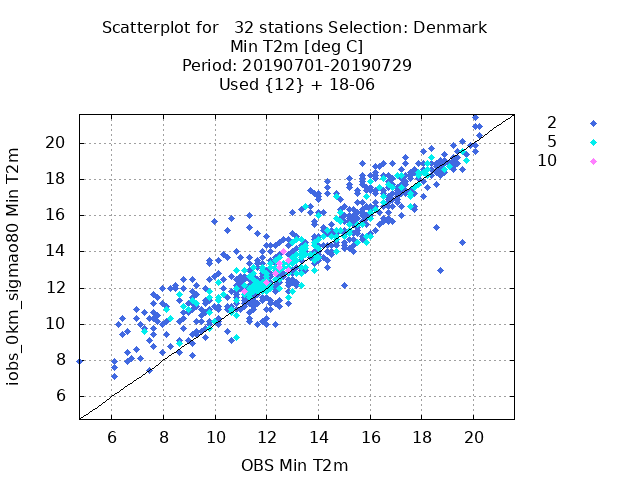 Scatterplot for   32 stations Selection: Denmark
Min T2m [deg C]
Period: 20190701-20190729
Used {12} + 18-06
2
5
10
iobs_0km_sigmao80 Min T2m
20
18
16
14
12
10
8
6
6 8 10 12 14 16 18 20
OBS Min T2m